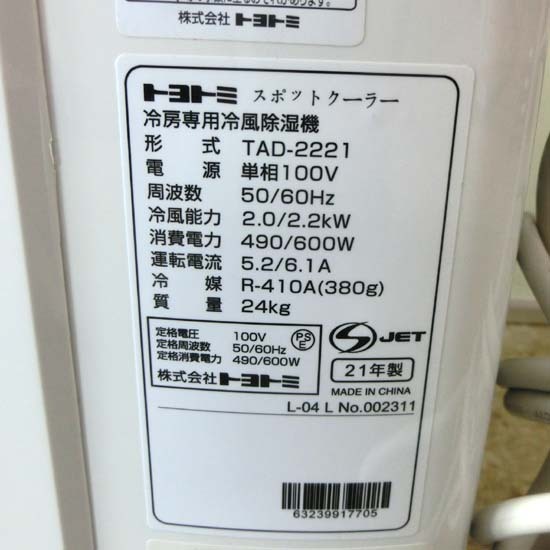 株式会社 トヨトミ
トヨトミ スポットクーラー
冷房専用冷風除湿機
形 式 TAD-2221
電 源 単相100V
周波数 50/60Hz
冷風能力 2.0/2.2kW
消費電力 490/600W
運転電流 5.2/6.1A
冷 媒 R-410A(380g)
質 量 24kg
定格電圧 100V
定格周波数 50/60Hz
定格消費電力 490/600W
PSE
株式会社 トヨトミ
S JET
21年製
MADE IN CHINA
L-04 L No.002311
63239917705